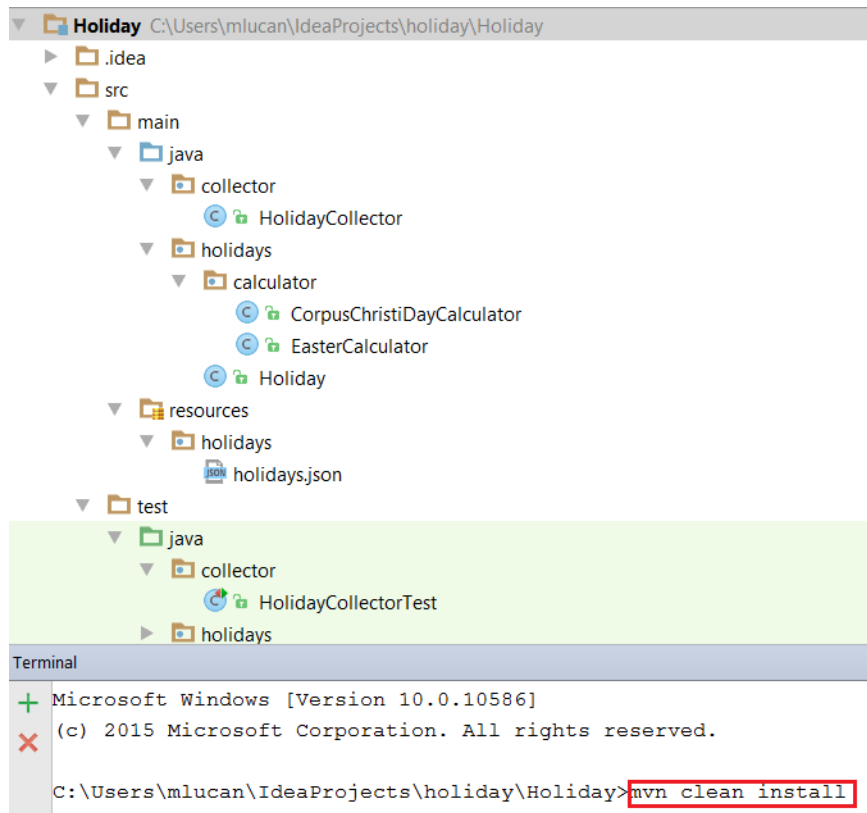 Holiday C:\Users\mlucan\IdeaProjects\holiday\Holiday
.idea
src
main
java
collector
HolidayCollector
holidays
calculator
CorpusChristiDayCalculator
EasterCalculator
Holiday
resources
holidays
holidays.json
test
java
collector
HolidayCollectorTest
holidays
Terminal
Microsoft Windows [Version 10.0.10586]
(c) 2015 Microsoft Corporation. All rights reserved.
C:\Users\mlucan\IdeaProjects\holiday\Holiday>mvn clean install